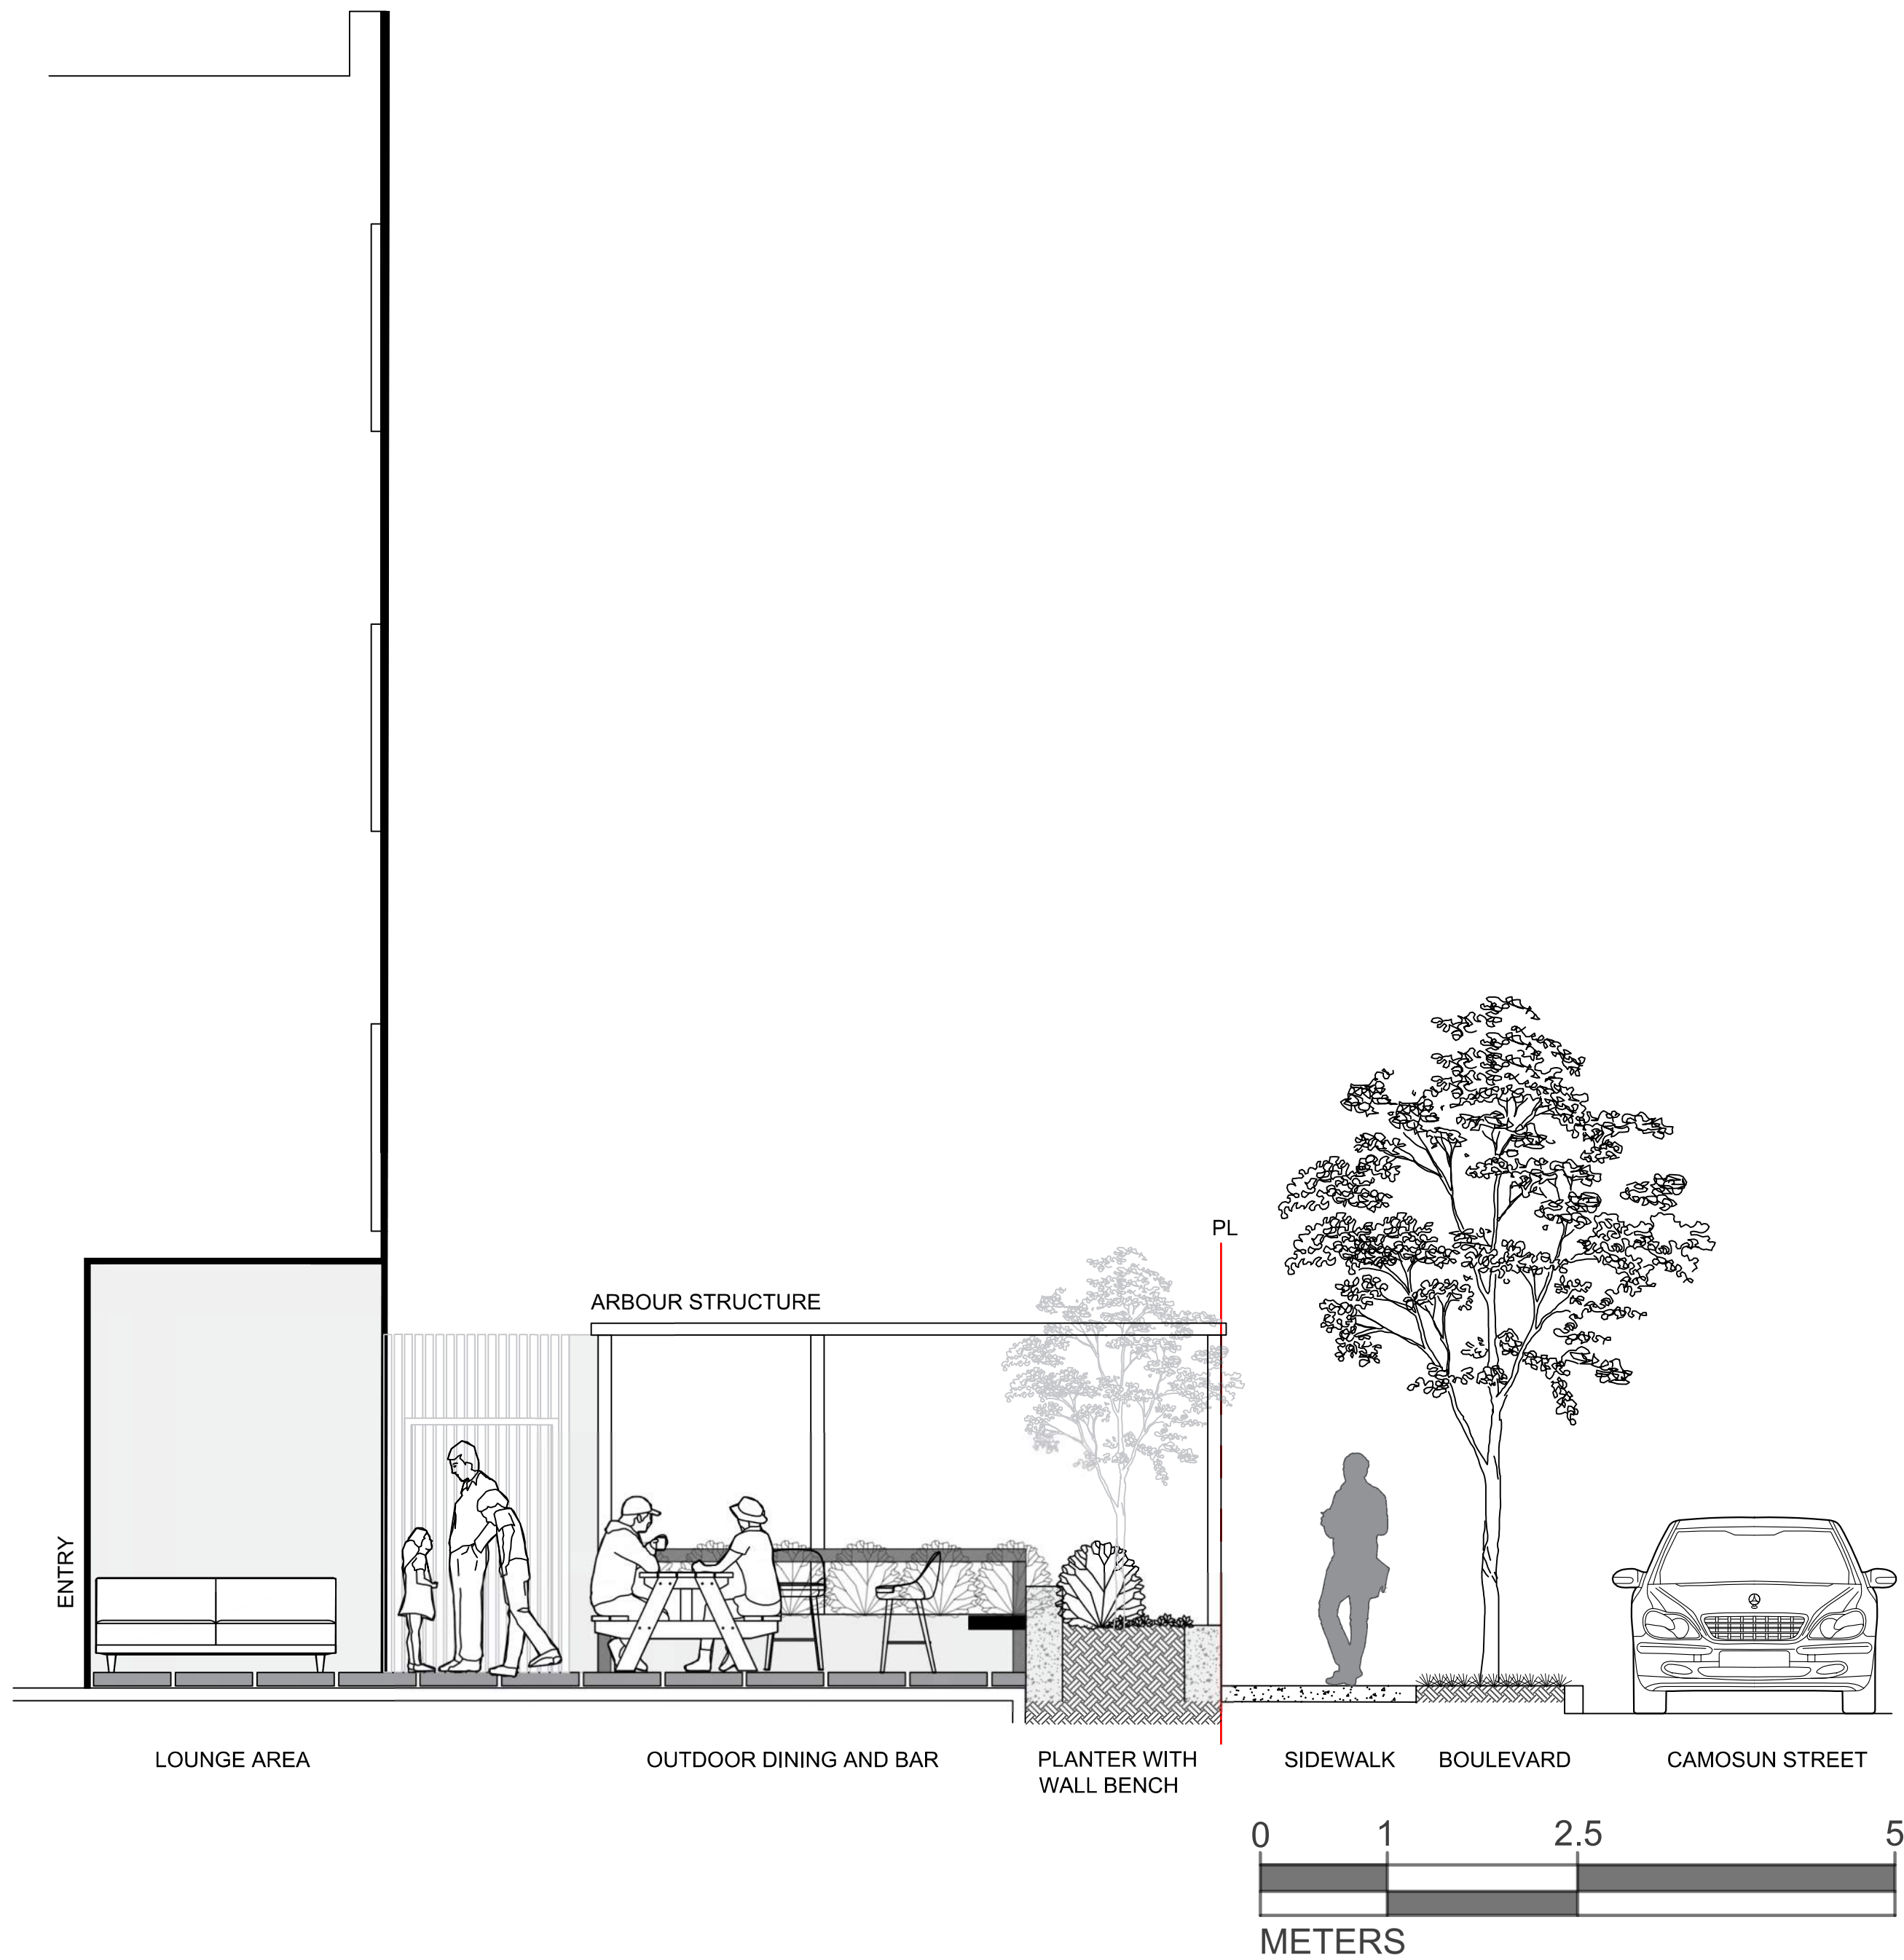 PL
ARBOUR STRUCTURE
ENTRY
LOUNGE AREA
OUTDOOR DINING AND BAR
PLANTER WITH
WALL BENCH
SIDEWALK
BOULEVARD
CAMOSUN STREET
0 1 2.5 5
METERS